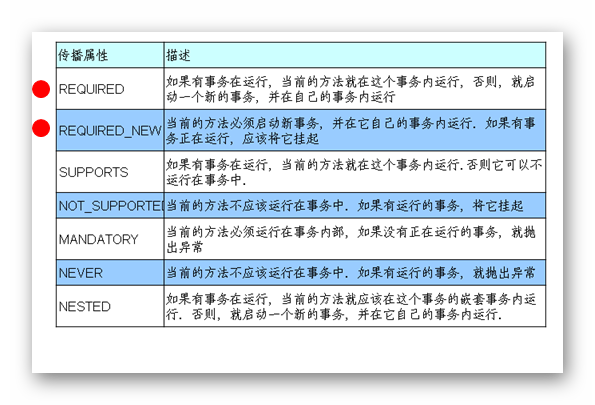 传播属性 描述
REQUIRED 如果有事务在运行，当前的方法就在这个事务内运行，否则，就启
动一个新的事务，并在自己的事务内运行
REQUIRED_NEW 当前的方法必须启动新事务，并在它自己的事务内运行. 如果有事
务正在运行，应该将它挂起
SUPPORTS 如果有事务在运行，当前的方法就在这个事务内运行.否则它可以不
运行在事务中.
NOT_SUPPORTED 当前的方法不应该运行在事务中. 如果有运行的事务，将它挂起
MANDATORY 当前的方法必须运行在事务内部，如果没有正在运行的事务，就抛
出异常
NEVER 当前的方法不应该运行在事务中. 如果有运行的事务，就抛出异常
NESTED 如果有事务在运行，当前的方法就应该在这个事务的嵌套事务内运
行. 否则，就启动一个新的事务，并在它自己的事务内运行.